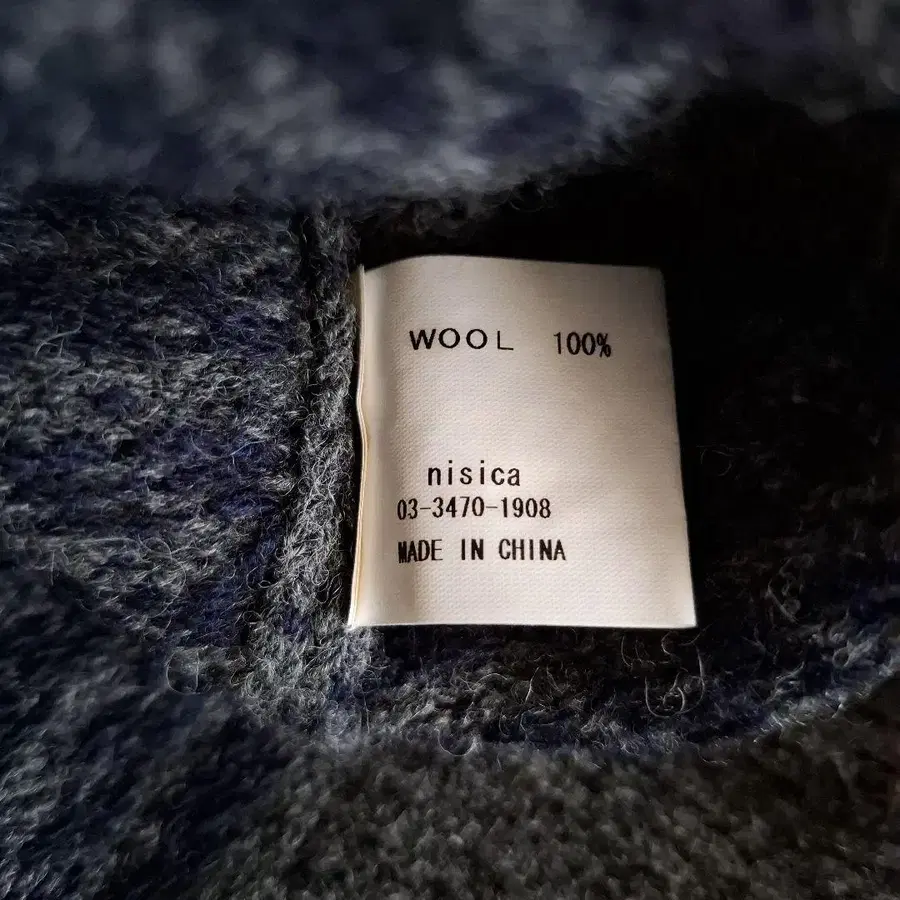 WOOL 100%
nisica
03-3470-1908
MADE IN CHINA